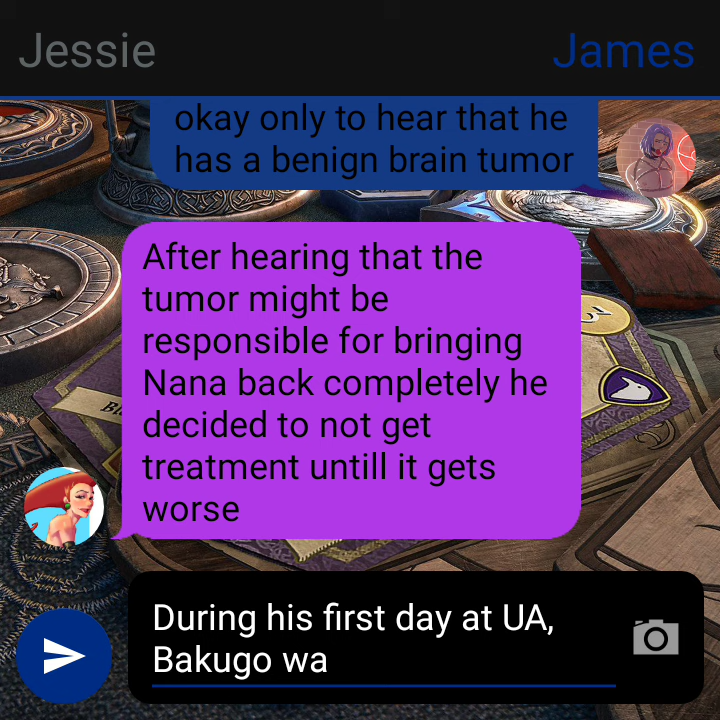 Jessie
James
okay only to hear that he
has a benign brain tumor
After hearing that the
tumor might be
responsible for bringing
Nana back completely he
decided to not get
treatment untill it gets
worse
During his first day at UA,
Bakugo wa